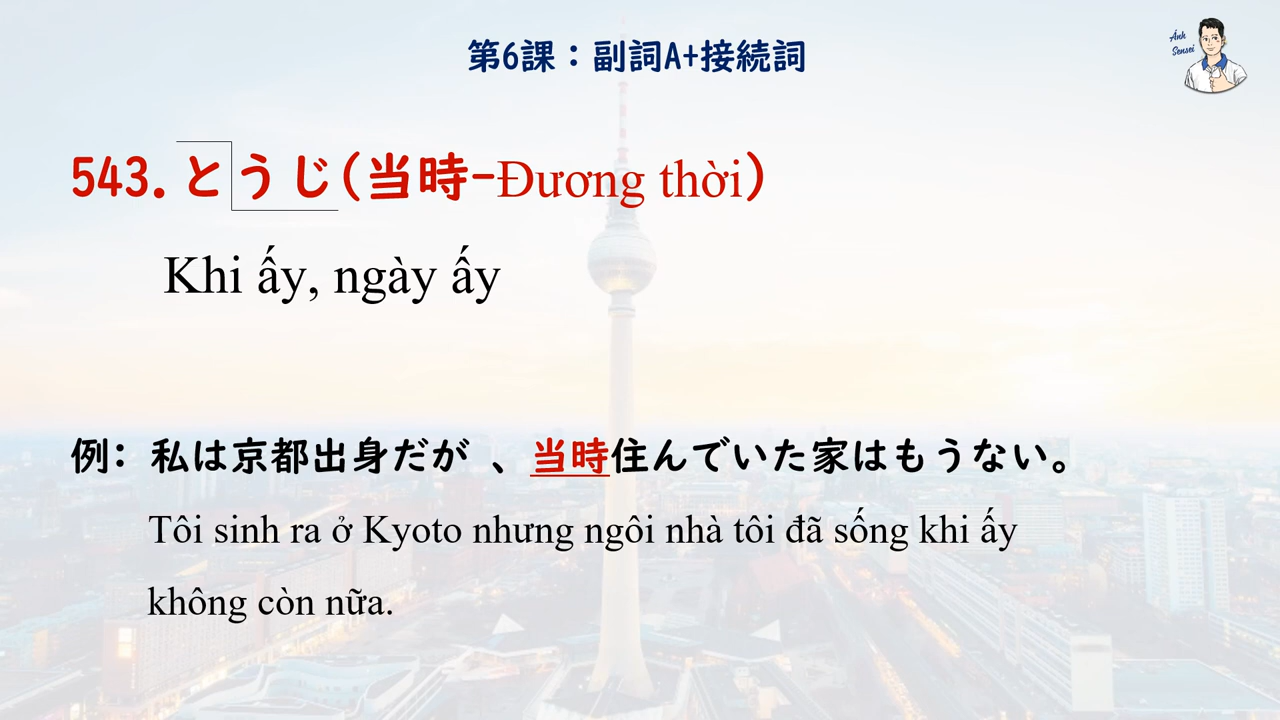 第6課：副詞A+接続詞
Ánh
Sensei
543.とうじ(当時-Đương thời)
Khi ấy, ngày ấy
例: 私は京都出身だが 、当時住んでいた家はもうない。
Tôi sinh ra ở Kyoto nhưng ngôi nhà tôi đã sống khi ấy
không còn nữa.